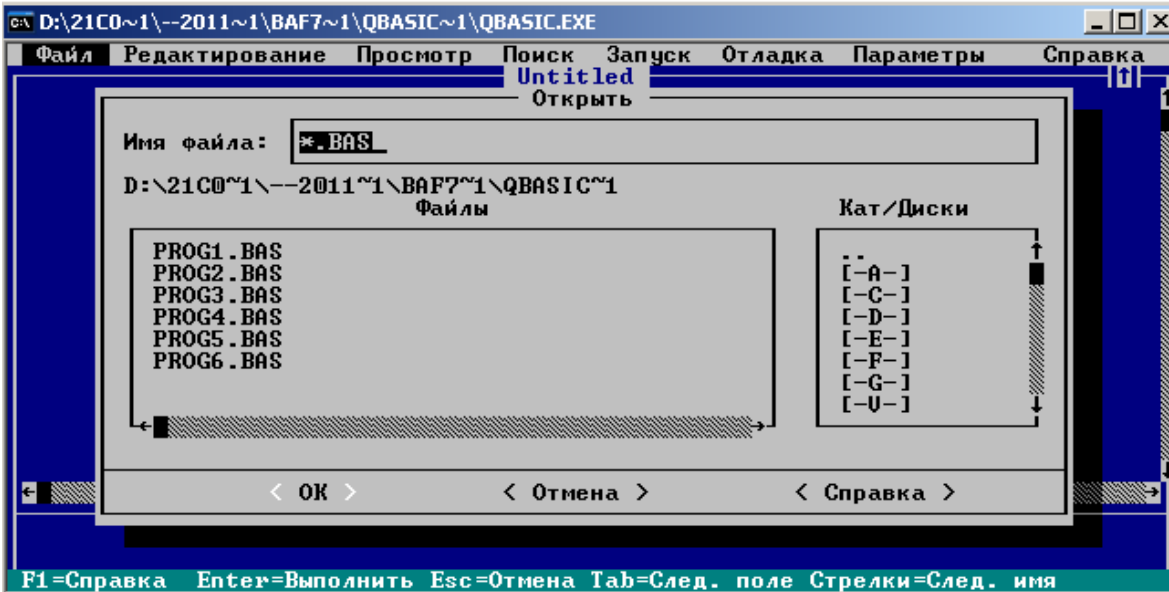 D:\21C0~1\--2011~1\BAF7~1\QBASIC~1\QBASIC.EXE
Файл Редактирование Просмотр Поиск Запуск Отладка Параметры Справка
Untitled
Открыть
Имя файла: *.BAS
D:\21C0~1\--2011~1\BAF7~1\QBASIC~1
Файлы Кат/Диски
PROG1.BAS ..
PROG2.BAS [-A-]
PROG3.BAS [-C-]
PROG4.BAS [-D-]
PROG5.BAS [-E-]
PROG6.BAS [-F-]
[-G-]
[-V-]
< OK > < Отмена > < Справка >
F1=Справка Enter=Выполнить Esc=Отмена Tab=След. поле Стрелки=След. имя